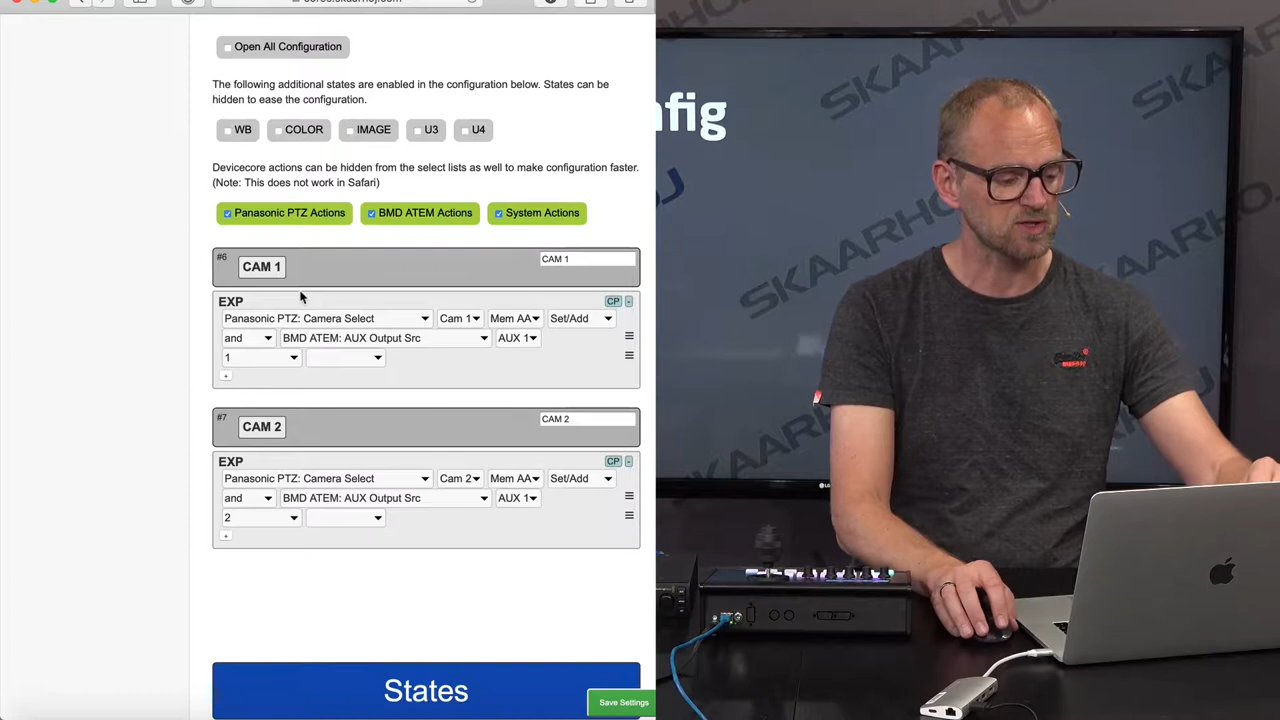 Open All Configuration
The following additional states are enabled in the configuration below. States can be
hidden to ease the configuration.
WB COLOR IMAGE U3 U4
Devicecore actions can be hidden from the select lists as well to make configuration faster.
(Note: This does not work in Safari)
Panasonic PTZ Actions BMD ATEM Actions System Actions
#6 CAM 1 CAM 1
EXP CP -
Panasonic PTZ: Camera Select Cam 1 Mem AA Set/Add
and BMD ATEM: AUX Output Src AUX 1
1
+
#7 CAM 2 CAM 2
EXP CP -
Panasonic PTZ: Camera Select Cam 2 Mem AA Set/Add
and BMD ATEM: AUX Output Src AUX 1
2
+
States
Save Settings
SKAARHOJ
SKAARHOJ
SKAARHOJ
nfig
OJ